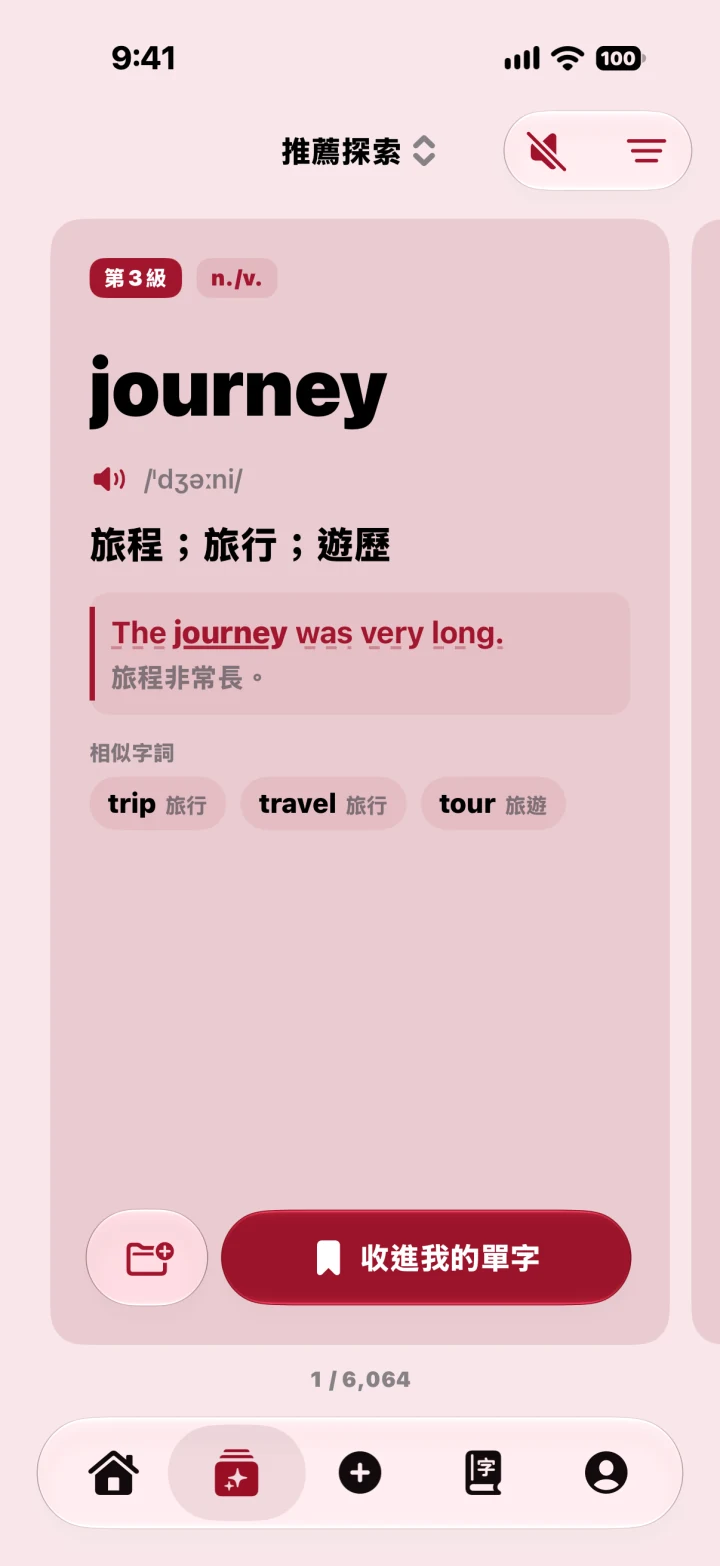 9:41
100
推薦探索
第3級 n./v.
journey
/ˈdʒəːni/
旅程；旅行；遊歷
The journey was very long.
旅程非常長。
相似字詞
trip 旅行 travel 旅行 tour 旅遊
收進我的單字
1 / 6,064
字